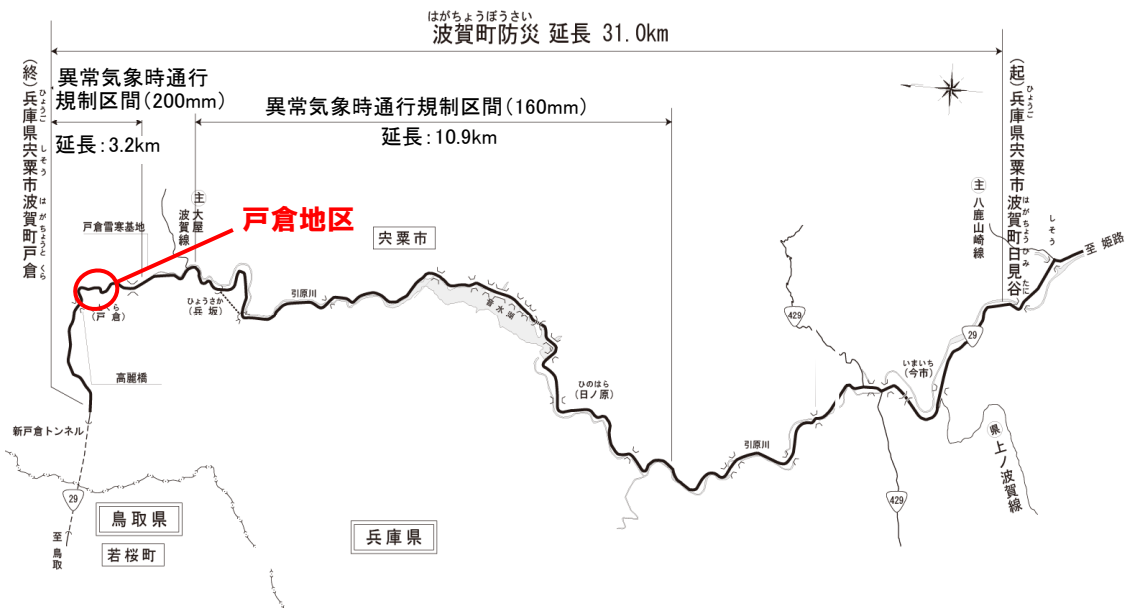 はがちょうぼうさい
波賀町防災 延長 31.0km
異常気象時通行
規制区間(200mm)
延長:3.2km
異常気象時通行規制区間(160mm)
延長:10.9km
ひょうご しそう はがちょうとくら
(終)兵庫県宍粟市波賀町戸倉
ひょうご しそう はがちょうひみたに
(起)兵庫県宍粟市波賀町日見谷
戸倉雪寒基地
主
大屋
波賀線
戸倉地区
宍粟市
主
八鹿山崎線
至 姫路
(戸倉)
ひょうさか
(兵坂)
引原川
音水湖
429
29
いまいち
(今市)
高麗橋
ひのはら
(日ノ原)
新戸倉トンネル
引原川
県
上ノ波賀線
29
429
鳥取県
若桜町
兵庫県
至 鳥取